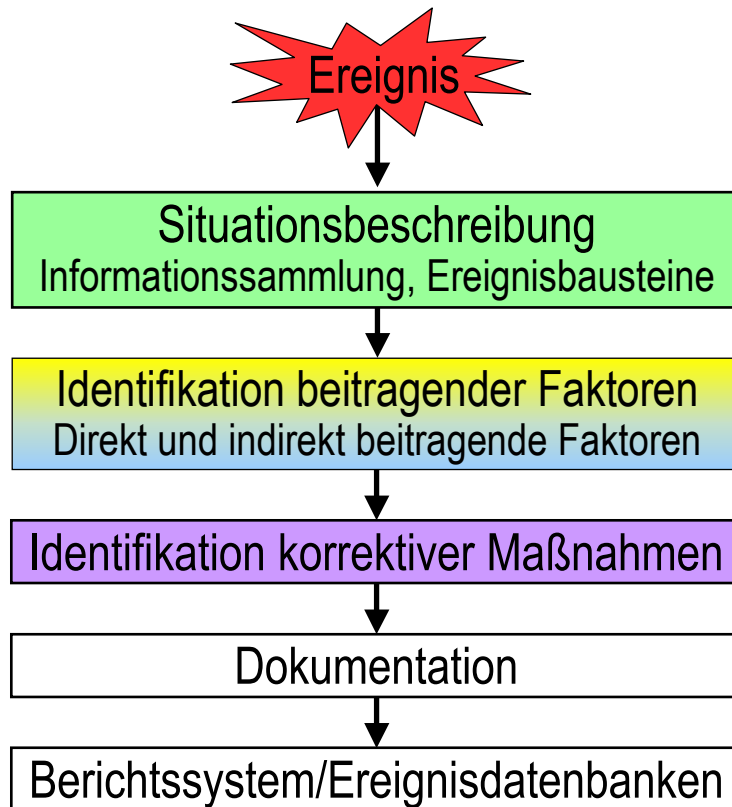 Ereignis
Situationsbeschreibung
Informationssammlung, Ereignisbausteine
Identifikation beitragender Faktoren
Direkt und indirekt beitragende Faktoren
Identifikation korrektiver Maßnahmen
Dokumentation
Berichtssystem/Ereignisdatenbanken